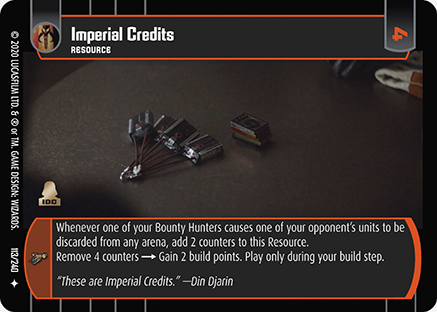 Imperial Credits
RESOURCE
4
© 2020 LUCASFILM LTD. & ® or TM. GAME DESIGN: WIZARDS.
113/240
IDC
Whenever one of your Bounty Hunters causes one of your opponent's units to be
discarded from any arena, add 2 counters to this Resource.
Remove 4 counters → Gain 2 build points. Play only during your build step.
"These are Imperial Credits." —Din Djarin